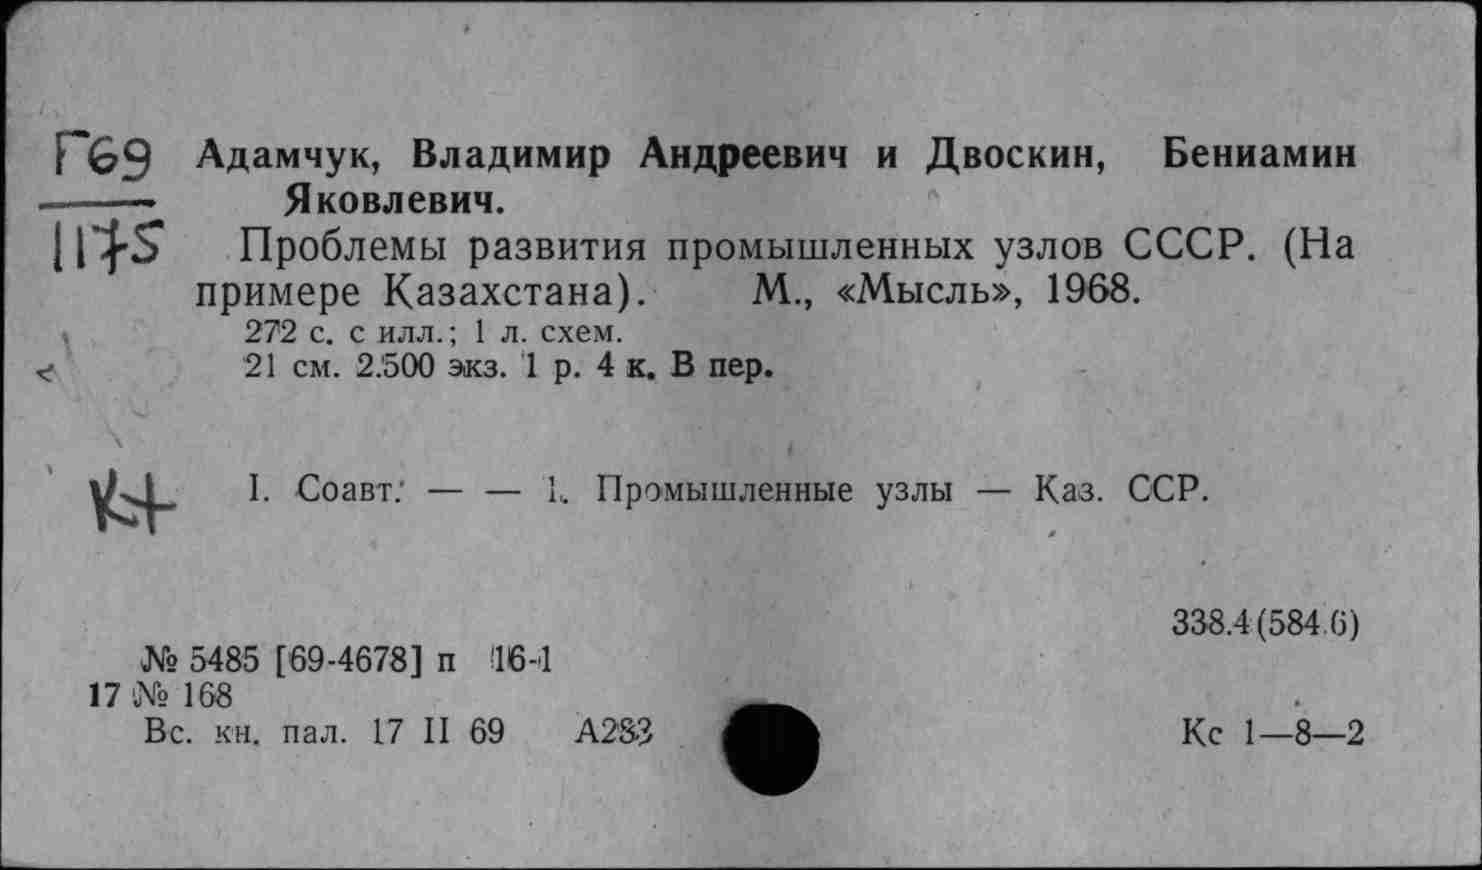 Г69 Адамчук, Владимир Андреевич и Двоскин, Бениамин
Яковлевич.
1175 Проблемы развития промышленных узлов СССР. (На
примере Казахстана). М., «Мысль», 1968.
272 с. с илл.; 1 л. схем.
21 см. 2.500 экз. 1 р. 4 к. В пер.
I. Соавт.: — — 1. Промышленные узлы — Каз. ССР.
338.4(584.6)
№ 5485 [69-4678] п 16-1
17 № 168
Вс. кн. пал. 17 II 69 А283 Кс 1—8—2